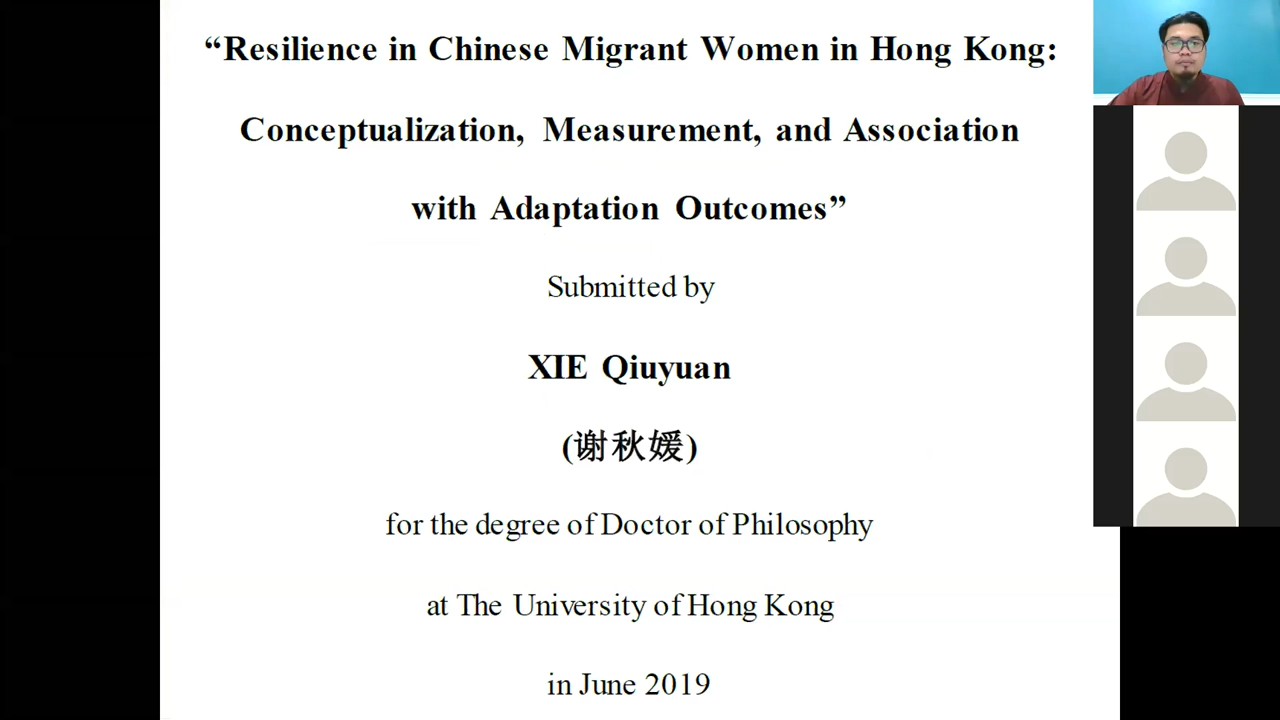 “Resilience in Chinese Migrant Women in Hong Kong:
Conceptualization, Measurement, and Association
with Adaptation Outcomes”
Submitted by
XIE Qiuyuan
(谢秋媛)
for the degree of Doctor of Philosophy
at The University of Hong Kong
in June 2019